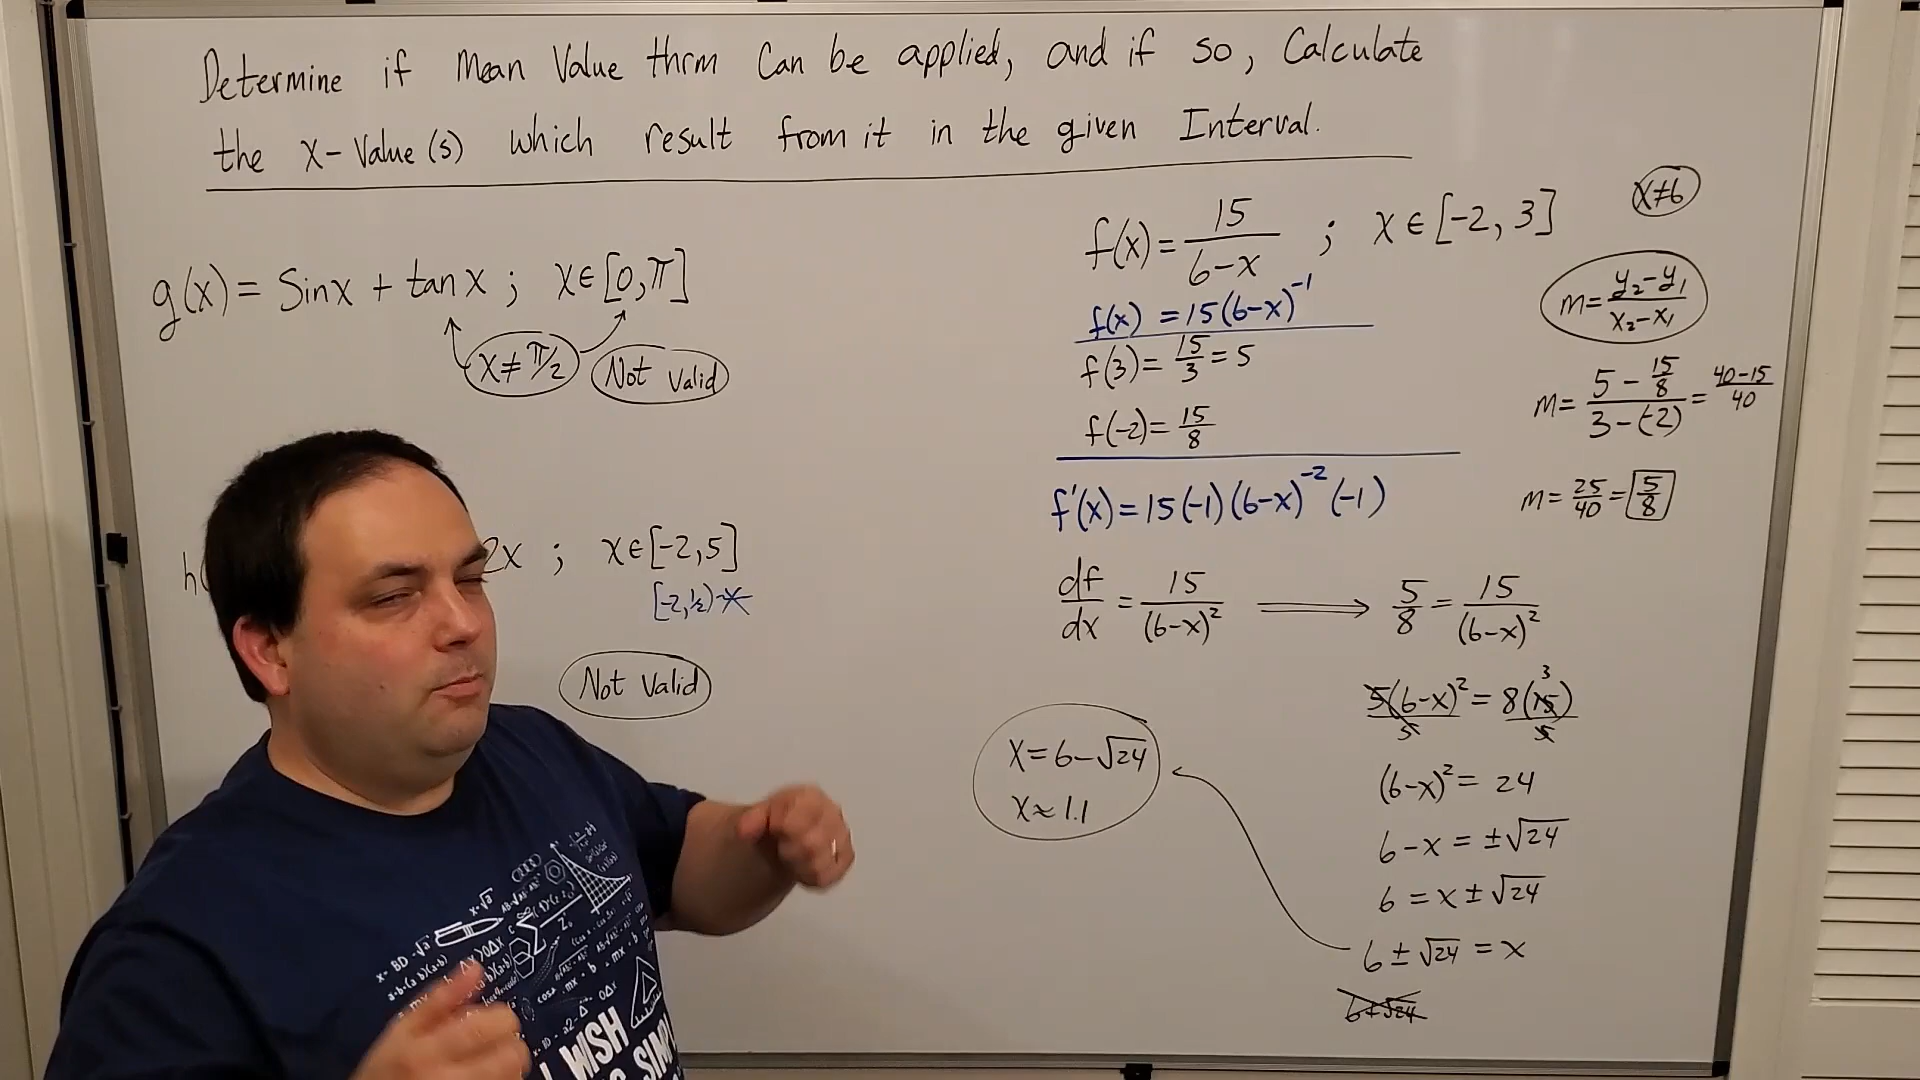 Determine if Mean Value thrm Can be applied, and if so, Calculate
the x-Value(s) which result from it in the given Interval.
g(x) = Sinx + tanx ; x∈[0,π]
x≠π/2
Not valid
h(
2x ; x∈[-2,5]
[-2,½)
Not Valid
f(x) = 15/(6-x) ; x∈[-2,3]
x≠6
f(x) = 15(6-x)^-1
f(3) = 15/3 = 5
f(-2) = 15/8
m = (y₂-y₁)/(x₂-x₁)
m = (5 - 15/8)/(3-(-2)) = (40-15)/40
m = 25/40 = 5/8
f'(x) = 15(-1)(6-x)^-2(-1)
df/dx = 15/(6-x)² ⟹ 5/8 = 15/(6-x)²
5(6-x)²/5 = 8(15)/5
3
(6-x)² = 24
6-x = ±√24
6 = x±√24
6±√24 = x
6+√24
x = 6-√24
x≈1.1
I WISH